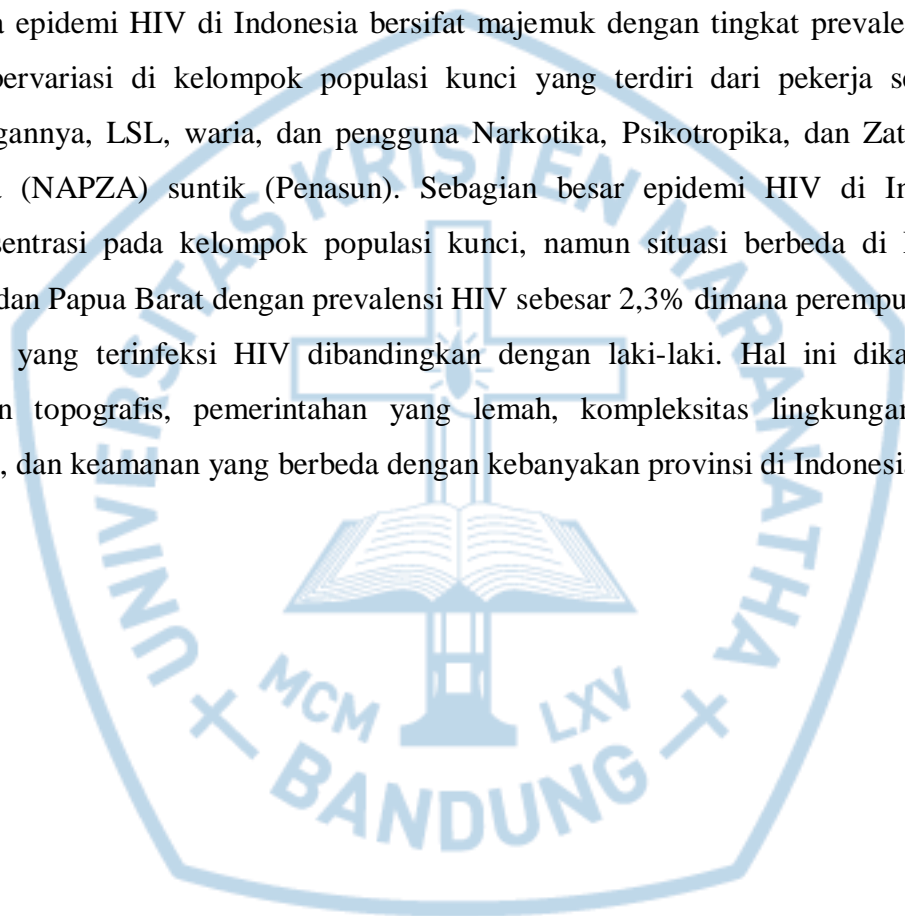 epidemi HIV di Indonesia bersifat majemuk dengan tingkat prevale
bervariasi di kelompok populasi kunci yang terdiri dari pekerja s
gannya, LSL, waria, dan pengguna Narkotika, Psikotropika, dan Zat
(NAPZA) suntik (Penasun). Sebagian besar epidemi HIV di In
sentrasi pada kelompok populasi kunci, namun situasi berbeda di
dan Papua Barat dengan prevalensi HIV sebesar 2,3% dimana perempu
yang terinfeksi HIV dibandingkan dengan laki-laki. Hal ini dika
n topografis, pemerintahan yang lemah, kompleksitas lingkungan
, dan keamanan yang berbeda dengan kebanyakan provinsi di Indonesia
UNIVERSITAS KRISTEN MARANATHA
MCM LXV
BANDUNG